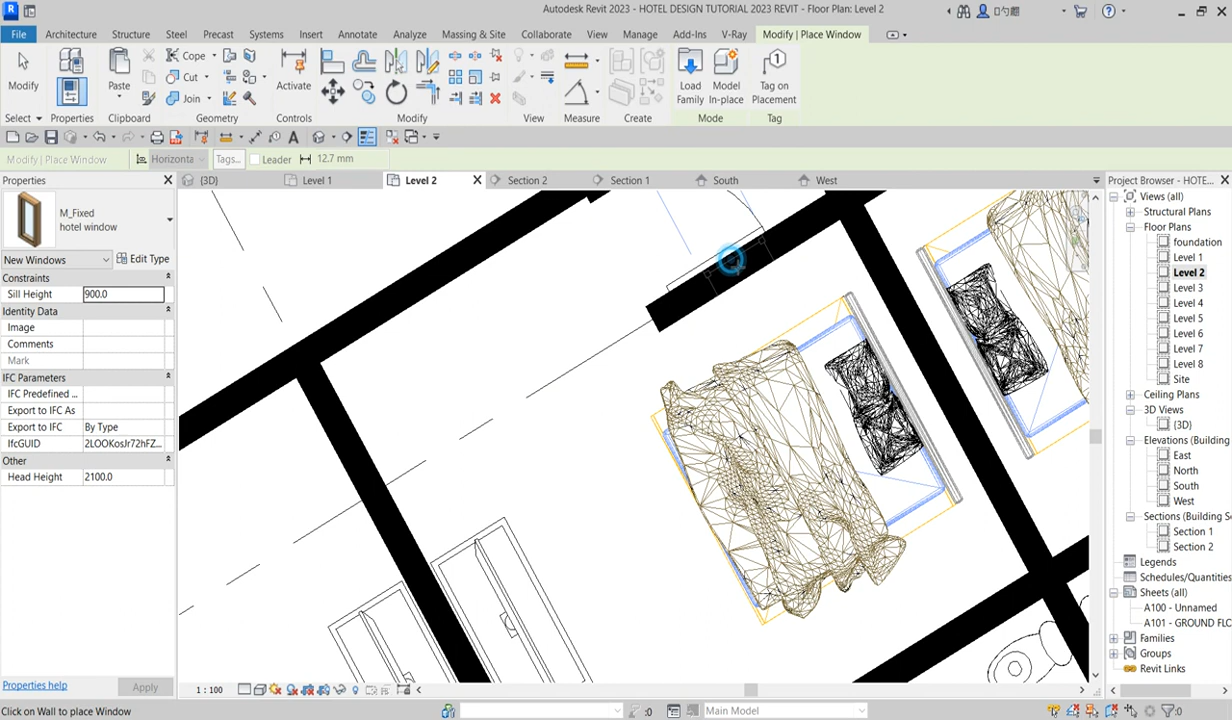 Autodesk Revit 2023 - HOTEL DESIGN TUTORIAL 2023 REVIT - Floor Plan: Level 2
File Architecture Structure Steel Precast Systems Insert Annotate Analyze Massing & Site Collaborate View Manage Add-Ins V-Ray Modify | Place Window
Modify Properties Paste Cope Cut Join Activate Load Family Model In-place Tag on Placement
Select Properties Clipboard Geometry Controls Modify View Measure Create Mode Tag
Modify | Place Window Horizonta Tags... Leader 12.7 mm
Properties
{3D} Level 1 Level 2 Section 2 Section 1 South West
M_Fixed
hotel window
New Windows Edit Type
Constraints
Sill Height 900.0
Identity Data
Image
Comments
Mark
IFC Parameters
IFC Predefined ...
Export to IFC As
Export to IFC By Type
IfcGUID 2LOOKosJr72hFZ...
Other
Head Height 2100.0
Properties help Apply
Project Browser - HOTE...
Views (all)
Structural Plans
Floor Plans
foundation
Level 1
Level 2
Level 3
Level 4
Level 5
Level 6
Level 7
Level 8
Site
Ceiling Plans
3D Views
{3D}
Elevations (Building
East
North
South
West
Sections (Building Se
Section 1
Section 2
Legends
Schedules/Quantities
Sheets (all)
A100 - Unnamed
A101 - GROUND FLC
Families
Groups
Revit Links
1 : 100
Click on Wall to place Window :0 Main Model :0